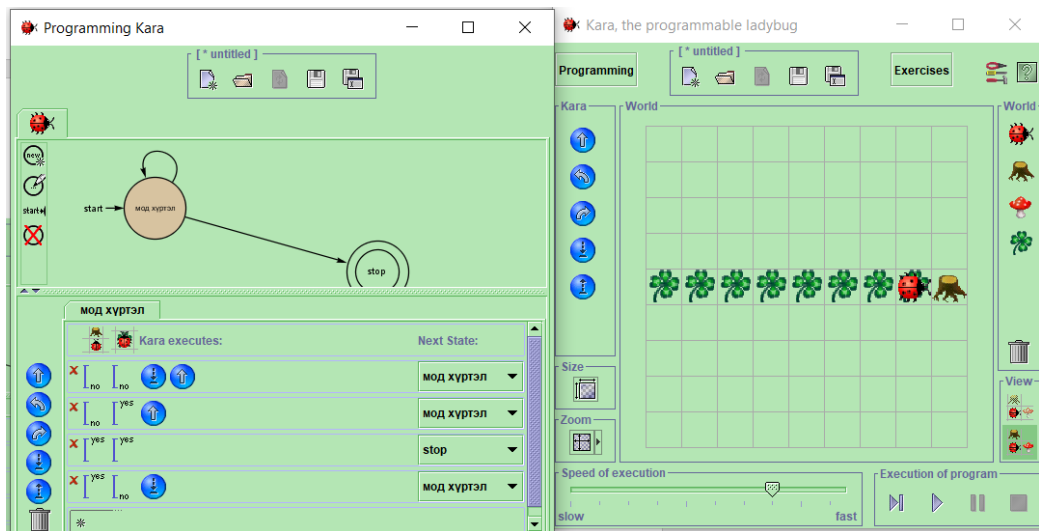 Programming Kara
[ * untitled ]
new
start
start
мод хүртэл
stop
мод хүртэл
Kara executes:
Next State:
no
no
мод хүртэл
no
yes
мод хүртэл
yes
yes
stop
yes
no
мод хүртэл
Kara, the programmable ladybug
Programming
[ * untitled ]
Exercises
Kara
World
World
Size
Zoom
View
Speed of execution
slow
fast
Execution of program